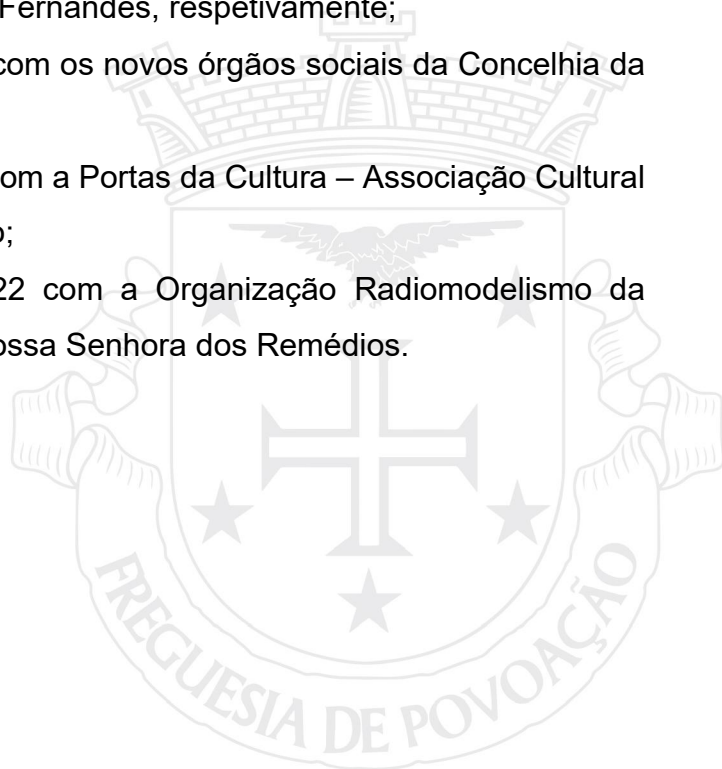 Fernandes, respetivamente;
com os novos órgãos sociais da Concelhia da
om a Portas da Cultura – Associação Cultural
o;
22 com a Organização Radiomodelismo da
ossa Senhora dos Remédios.
FREGUESIA DE POVOAÇÃO